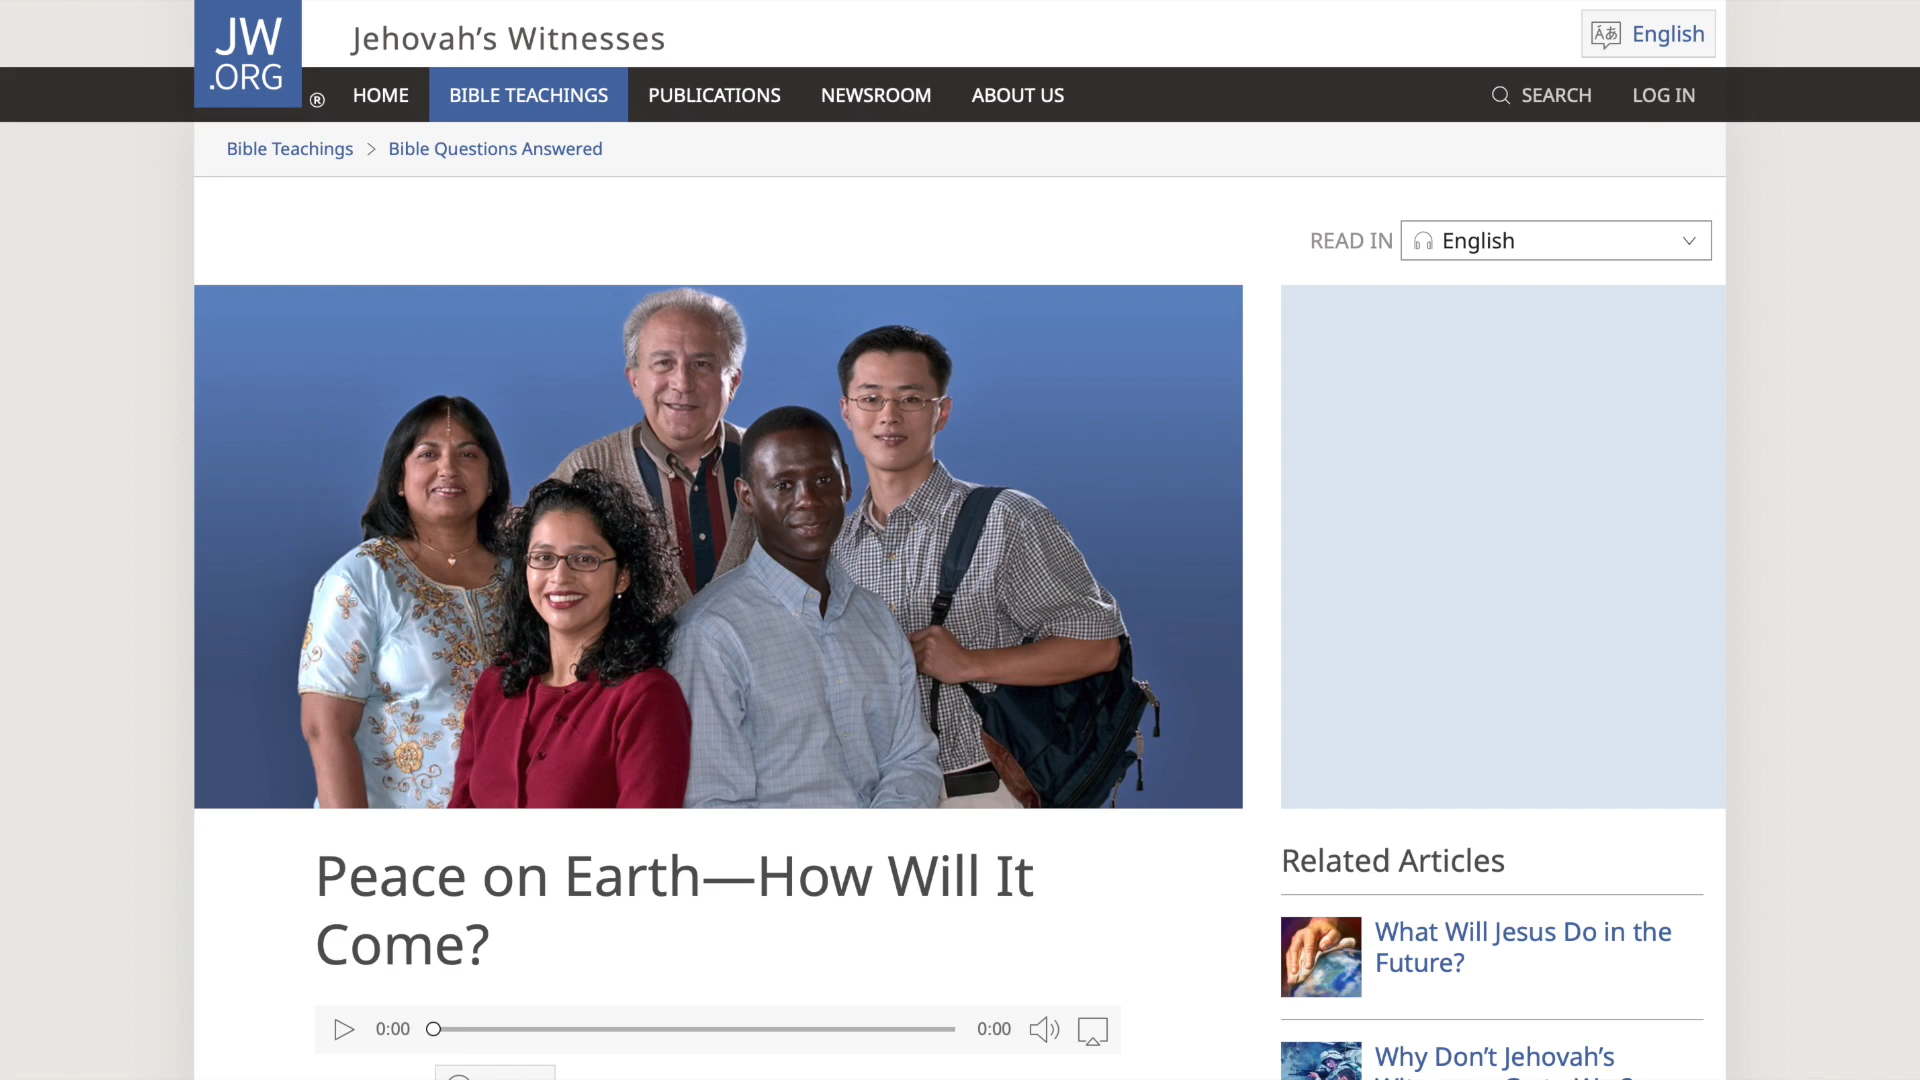 JW
.ORG
®
Jehovah’s Witnesses
English
HOME
BIBLE TEACHINGS
PUBLICATIONS
NEWSROOM
ABOUT US
SEARCH
LOG IN
Bible Teachings > Bible Questions Answered
READ IN
English
Peace on Earth—How Will It
Come?
0:00
0:00
Related Articles
What Will Jesus Do in the
Future?
Why Don’t Jehovah’s